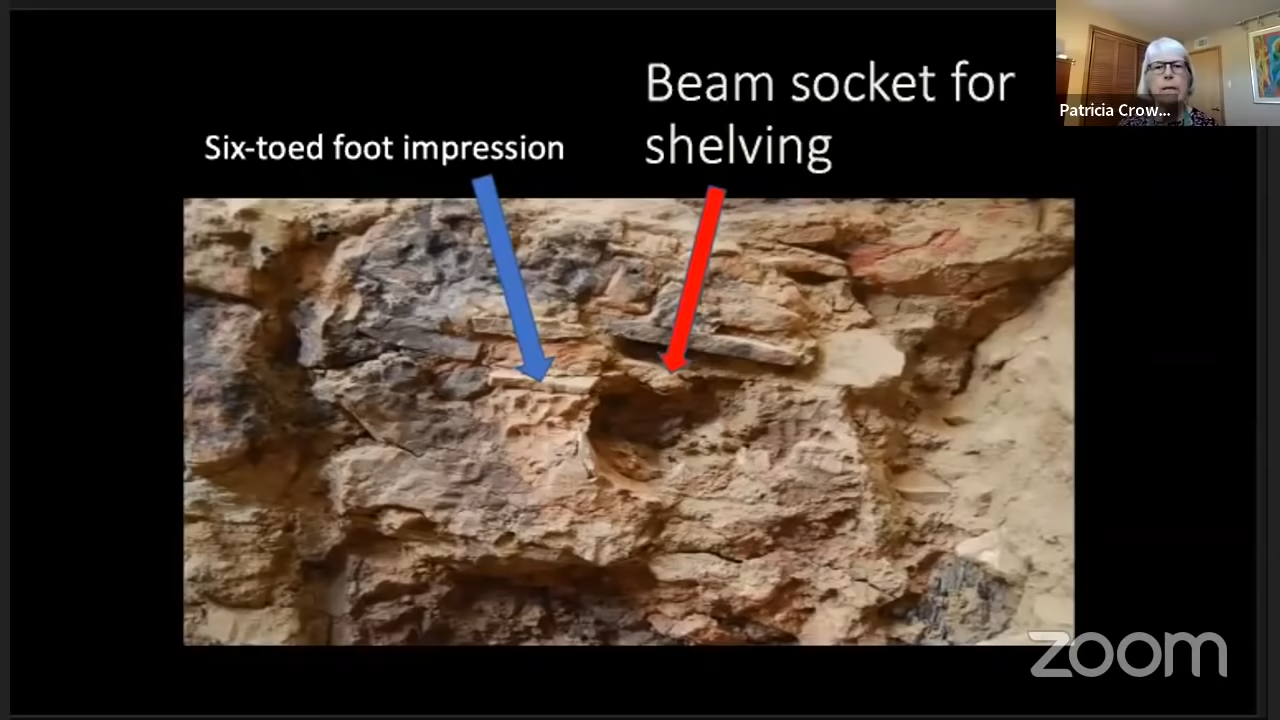 Beam socket for
shelving
Six-toed foot impression
Patricia Crow...
zoom